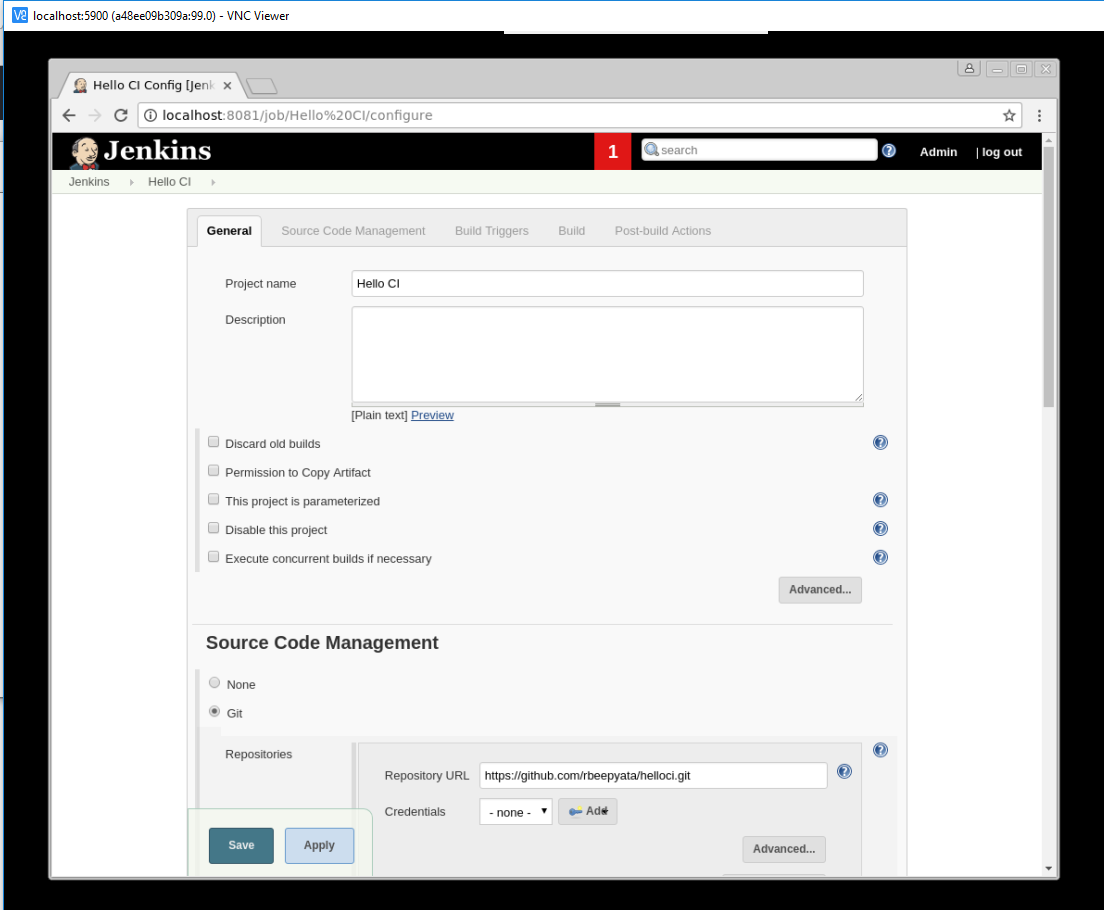 localhost:5900 (a48ee09b309a:99.0) - VNC Viewer
Hello CI Config [Jenk
localhost:8081/job/Hello%20CI/configure
Jenkins 1 search Admin | log out
Jenkins Hello CI
General Source Code Management Build Triggers Build Post-build Actions
Project name Hello CI
Description
[Plain text] Preview
Discard old builds
Permission to Copy Artifact
This project is parameterized
Disable this project
Execute concurrent builds if necessary
Advanced...
Source Code Management
None
Git
Repositories
Repository URL https://github.com/rbeepyata/helloci.git
Credentials - none - Add
Save Apply Advanced...